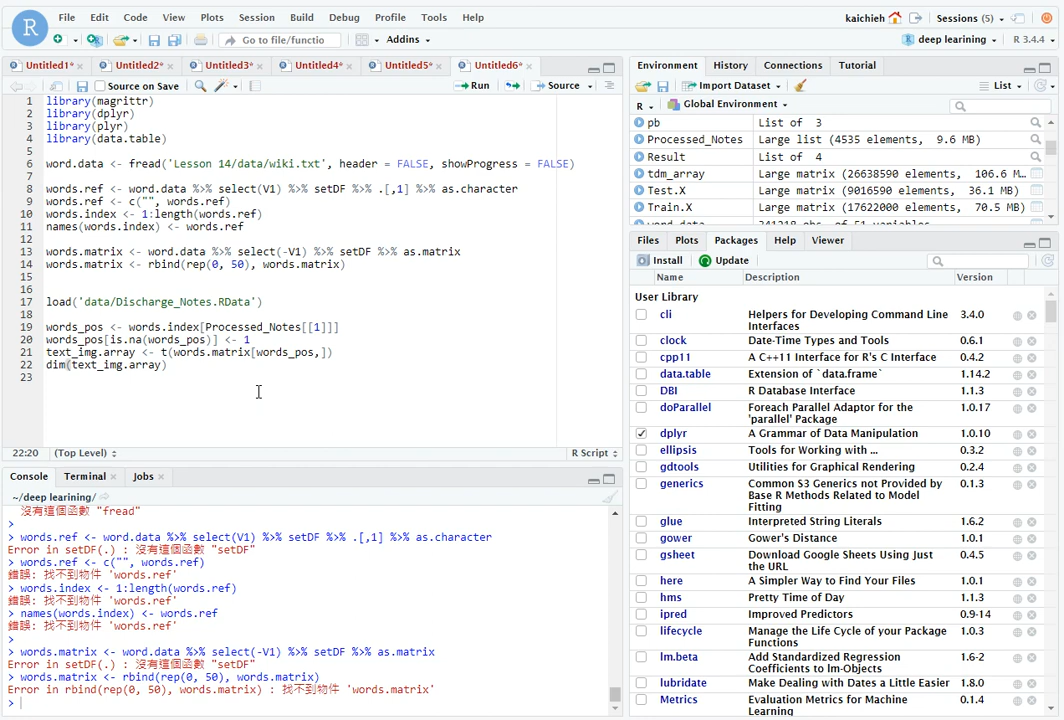 File Edit Code View Plots Session Build Debug Profile Tools Help
kaichieh Sessions (5)
Go to file/functio Addins
deep learining R 3.4.4
Untitled1* Untitled2* Untitled3* Untitled4* Untitled5* Untitled6*
Source on Save Run Source
1 library(magrittr)
2 library(dplyr)
3 library(plyr)
4 library(data.table)
5
6 word.data <- fread('Lesson 14/data/wiki.txt', header = FALSE, showProgress = FALSE)
7
8 words.ref <- word.data %>% select(V1) %>% setDF %>% .[,1] %>% as.character
9 words.ref <- c("", words.ref)
10 words.index <- 1:length(words.ref)
11 names(words.index) <- words.ref
12
13 words.matrix <- word.data %>% select(-V1) %>% setDF %>% as.matrix
14 words.matrix <- rbind(rep(0, 50), words.matrix)
15
16
17 load('data/Discharge_Notes.RData')
18
19 words_pos <- words.index[Processed_Notes[[1]]]
20 words_pos[is.na(words_pos)] <- 1
21 text_img.array <- t(words.matrix[words_pos,])
22 dim(text_img.array)
23
22:20 (Top Level) R Script
Console Terminal Jobs
~/deep learining/
沒有這個函數 "fread"
>
> words.ref <- word.data %>% select(V1) %>% setDF %>% .[,1] %>% as.character
Error in setDF(.) : 沒有這個函數 "setDF"
> words.ref <- c("", words.ref)
錯誤: 找不到物件 'words.ref'
> words.index <- 1:length(words.ref)
錯誤: 找不到物件 'words.ref'
> names(words.index) <- words.ref
錯誤: 找不到物件 'words.ref'
>
> words.matrix <- word.data %>% select(-V1) %>% setDF %>% as.matrix
Error in setDF(.) : 沒有這個函數 "setDF"
> words.matrix <- rbind(rep(0, 50), words.matrix)
Error in rbind(rep(0, 50), words.matrix) : 找不到物件 'words.matrix'
>
Environment History Connections Tutorial
Import Dataset List
R Global Environment
pb List of 3
Processed_Notes Large list (4535 elements, 9.6 MB)
Result List of 4
tdm_array Large matrix (26638590 elements, 106.6 M…
Test.X Large matrix (9016590 elements, 36.1 MB)
Train.X Large matrix (17622000 elements, 70.5 MB)
Files Plots Packages Help Viewer
Install Update
Name Description Version
User Library
cli Helpers for Developing Command Line Interfaces 3.4.0
clock Date-Time Types and Tools 0.6.1
cpp11 A C++11 Interface for R's C Interface 0.4.2
data.table Extension of `data.frame` 1.14.2
DBI R Database Interface 1.1.3
doParallel Foreach Parallel Adaptor for the 'parallel' Package 1.0.17
dplyr A Grammar of Data Manipulation 1.0.10
ellipsis Tools for Working with ... 0.3.2
gdtools Utilities for Graphical Rendering 0.2.4
generics Common S3 Generics not Provided by Base R Methods Related to Model Fitting 0.1.3
glue Interpreted String Literals 1.6.2
gower Gower's Distance 1.0.1
gsheet Download Google Sheets Using Just the URL 0.4.5
here A Simpler Way to Find Your Files 1.0.1
hms Pretty Time of Day 1.1.3
ipred Improved Predictors 0.9-14
lifecycle Manage the Life Cycle of your Package Functions 1.0.3
lm.beta Add Standardized Regression Coefficients to lm-Objects 1.6-2
lubridate Make Dealing with Dates a Little Easier 1.8.0
Metrics Evaluation Metrics for Machine Learning 0.1.4